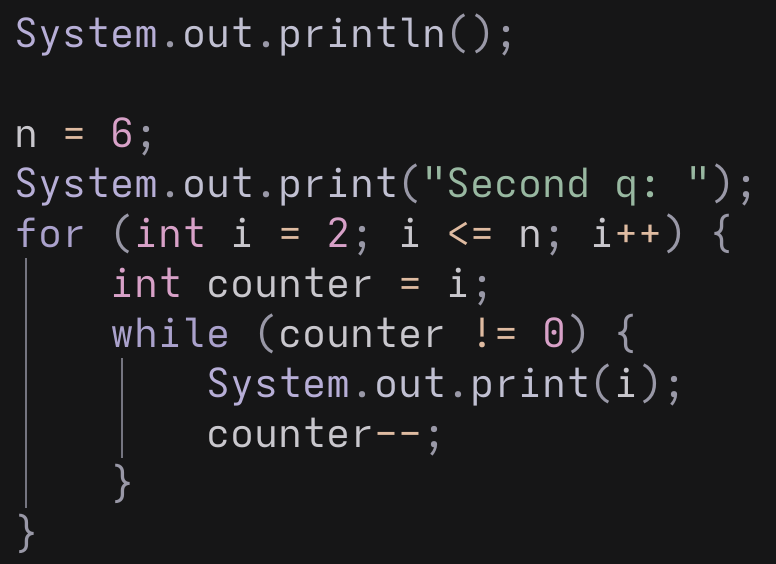 System.out.println();

n = 6;
System.out.print("Second q: ");
for (int i = 2; i <= n; i++) {
    int counter = i;
    while (counter != 0) {
        System.out.print(i);
        counter--;
    }
}